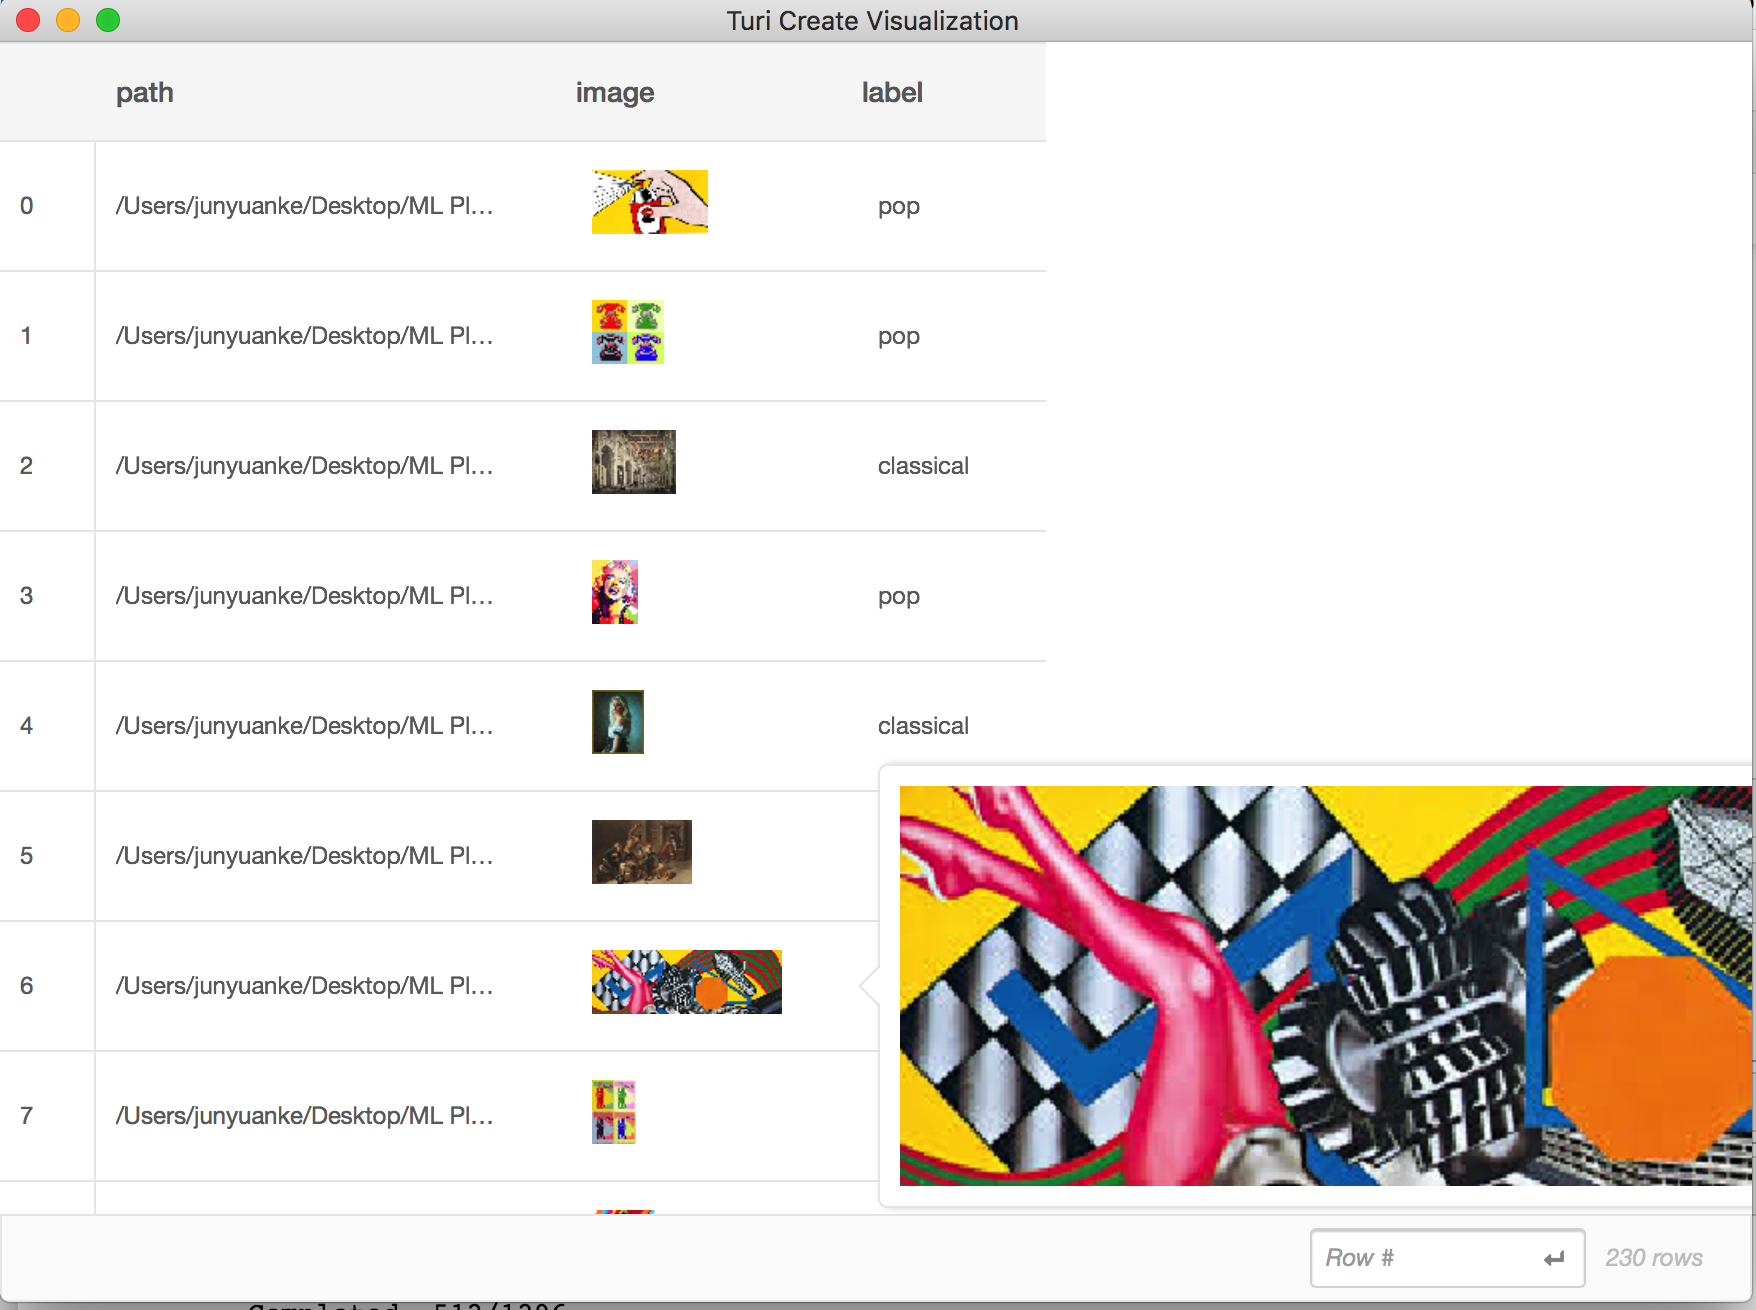 Turi Create Visualization
path image label
0 /Users/junyuanke/Desktop/ML Pl... pop
1 /Users/junyuanke/Desktop/ML Pl... pop
2 /Users/junyuanke/Desktop/ML Pl... classical
3 /Users/junyuanke/Desktop/ML Pl... pop
4 /Users/junyuanke/Desktop/ML Pl... classical
5 /Users/junyuanke/Desktop/ML Pl...
6 /Users/junyuanke/Desktop/ML Pl...
7 /Users/junyuanke/Desktop/ML Pl...
Row # 230 rows
Completed 512/1206